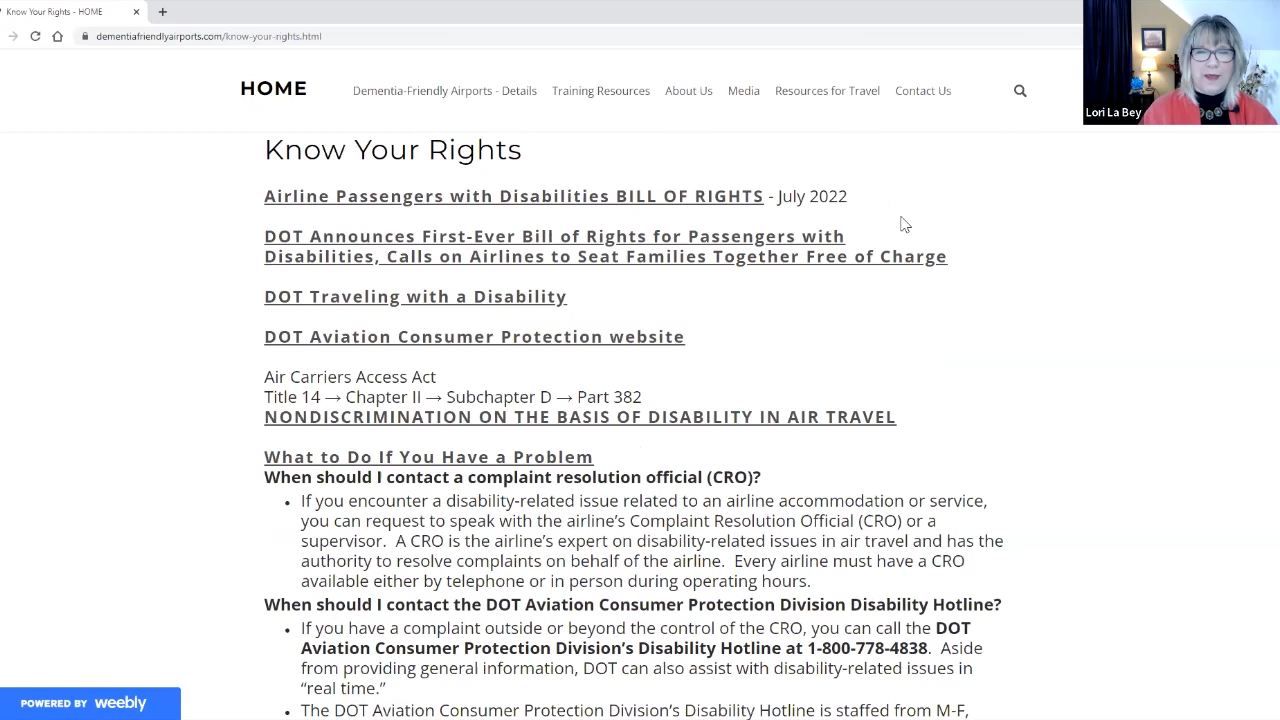 Know Your Rights - HOME
dementiafriendlyairports.com/know-your-rights.html
HOME
Dementia-Friendly Airports - Details
Training Resources
About Us
Media
Resources for Travel
Contact Us
Lori La Bey
Know Your Rights
Airline Passengers with Disabilities BILL OF RIGHTS - July 2022
DOT Announces First-Ever Bill of Rights for Passengers with
Disabilities, Calls on Airlines to Seat Families Together Free of Charge
DOT Traveling with a Disability
DOT Aviation Consumer Protection website
Air Carriers Access Act
Title 14 → Chapter II → Subchapter D → Part 382
NONDISCRIMINATION ON THE BASIS OF DISABILITY IN AIR TRAVEL
What to Do If You Have a Problem
When should I contact a complaint resolution official (CRO)?
• If you encounter a disability-related issue related to an airline accommodation or service,
you can request to speak with the airline's Complaint Resolution Official (CRO) or a
supervisor. A CRO is the airline's expert on disability-related issues in air travel and has the
authority to resolve complaints on behalf of the airline. Every airline must have a CRO
available either by telephone or in person during operating hours.
When should I contact the DOT Aviation Consumer Protection Division Disability Hotline?
• If you have a complaint outside or beyond the control of the CRO, you can call the DOT
Aviation Consumer Protection Division's Disability Hotline at 1-800-778-4838. Aside
from providing general information, DOT can also assist with disability-related issues in
"real time."
• The DOT Aviation Consumer Protection Division's Disability Hotline is staffed from M-F,
POWERED BY weebly